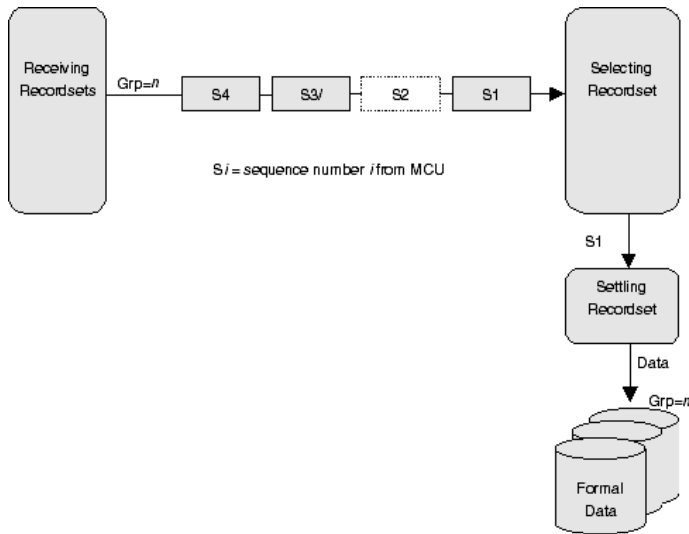 Receiving
Recordsets
Grp=n
S4
S3/
S2
S1
Selecting
Recordset
Si = sequence number i from MCU
S1
Settling
Recordset
Data
Grp=n
Formal
Data